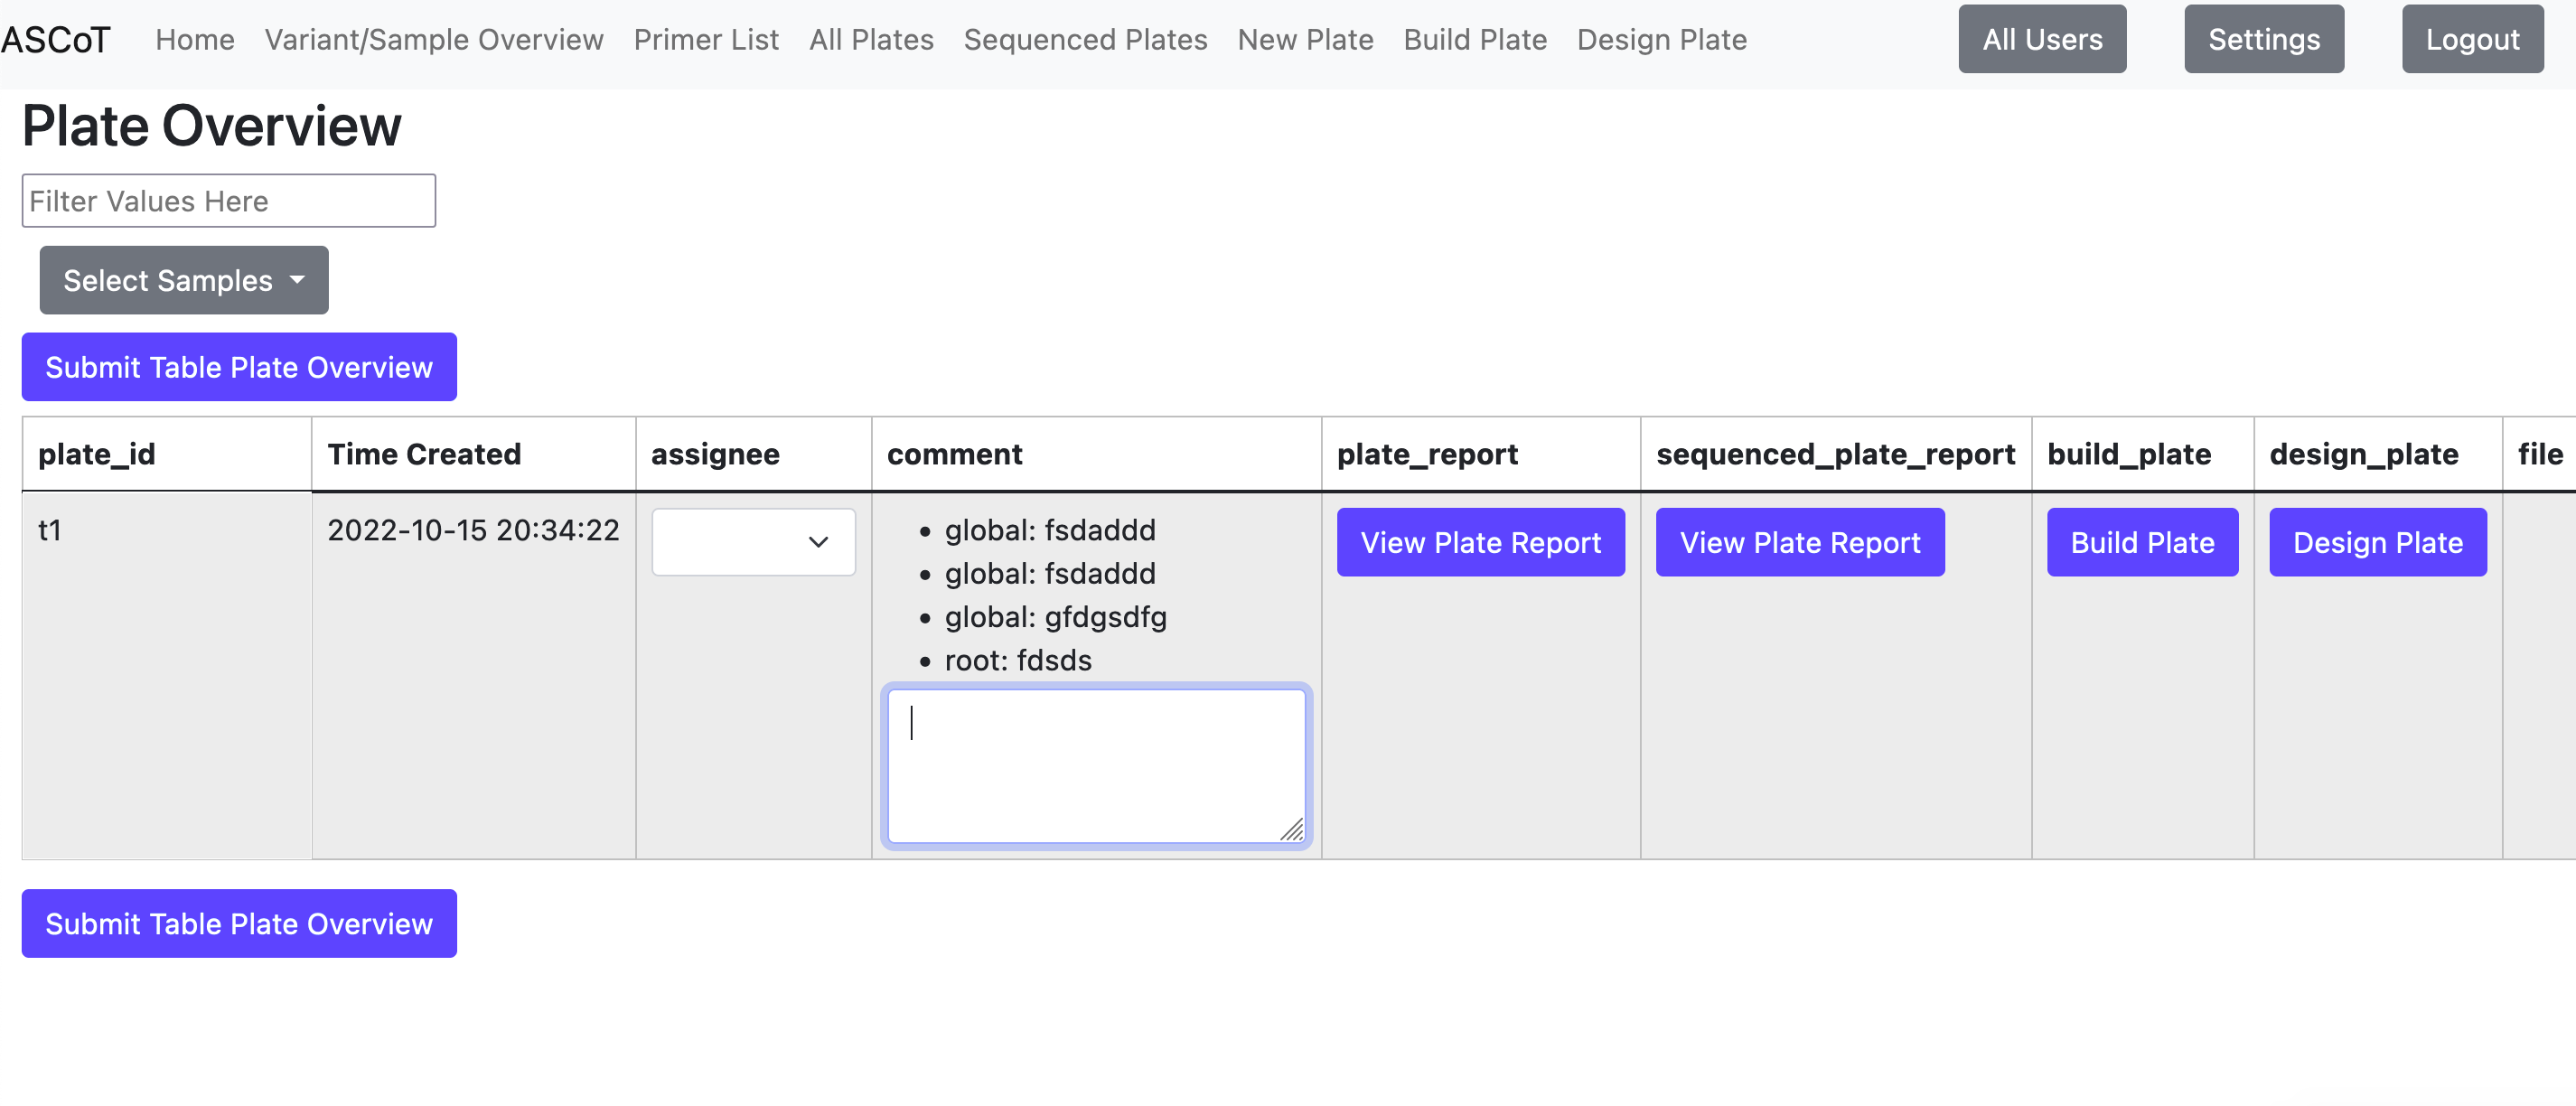 ASCoT Home Variant/Sample Overview Primer List All Plates Sequenced Plates New Plate Build Plate Design Plate All Users Settings Logout
Plate Overview
Filter Values Here
Select Samples
Submit Table Plate Overview
plate_id Time Created assignee comment plate_report sequenced_plate_report build_plate design_plate file
t1 2022-10-15 20:34:22 • global: fsdaddd View Plate Report View Plate Report Build Plate Design Plate
• global: fsdaddd
• global: gfdgsdfg
• root: fdsds
Submit Table Plate Overview